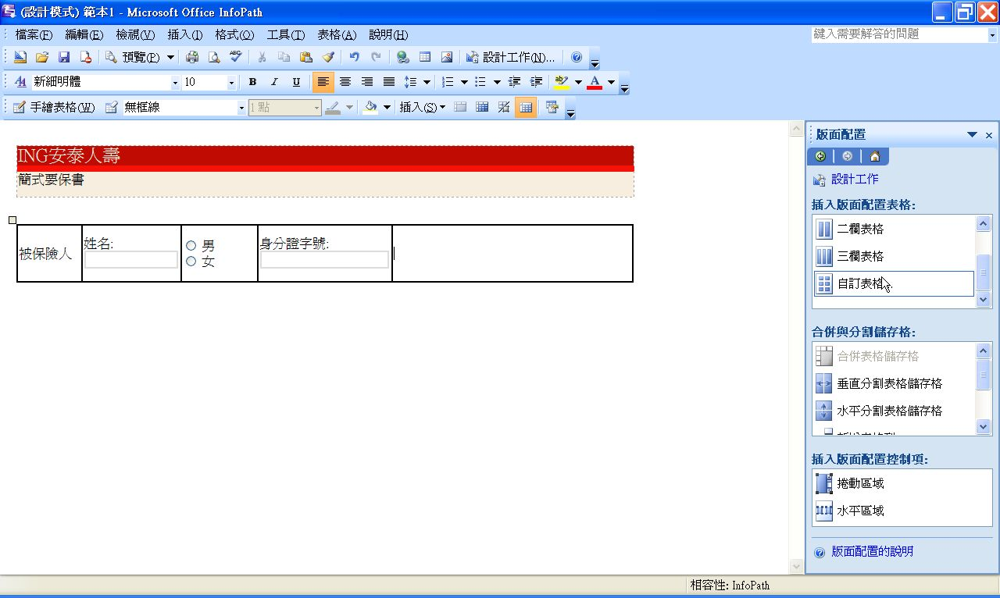 (設計模式) 範本1 - Microsoft Office InfoPath
檔案(F) 編輯(E) 檢視(V) 插入(I) 格式(O) 工具(T) 表格(A) 說明(H) 鍵入需要解答的問題
預覽(P) 設計工作(N)...
新細明體 10 B I U
手繪表格(W) 無框線 1 點 插入(S)
ING安泰人壽
簡式要保書
被保險人 姓名: 男 女 身分證字號:
版面配置
設計工作
插入版面配置表格:
二欄表格
三欄表格
自訂表格...
合併與分割儲存格:
合併表格儲存格
垂直分割表格儲存格
水平分割表格儲存格
插入版面配置控制項:
捲動區域
水平區域
版面配置的說明
相容性: InfoPath